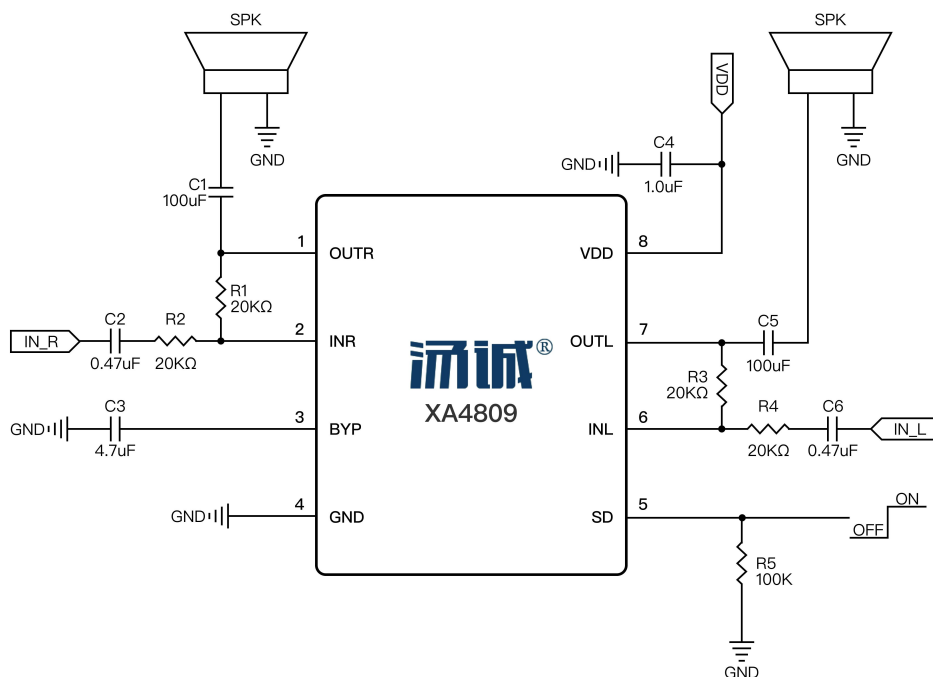 SPK
SPK
VDD
GND
GND
C4
GND
1.0uF
C1
100uF
1
OUTR
VDD
8
R1
20KΩ
IN_R
C2
0.47uF
R2
20KΩ
2
INR
OUTL
7
C5
100uF
汤诚®
XA4809
R3
20KΩ
GND
C3
4.7uF
3
BYP
INL
6
R4
20KΩ
C6
0.47uF
IN_L
GND
4
GND
SD
5
OFF
ON
R5
100K
GND